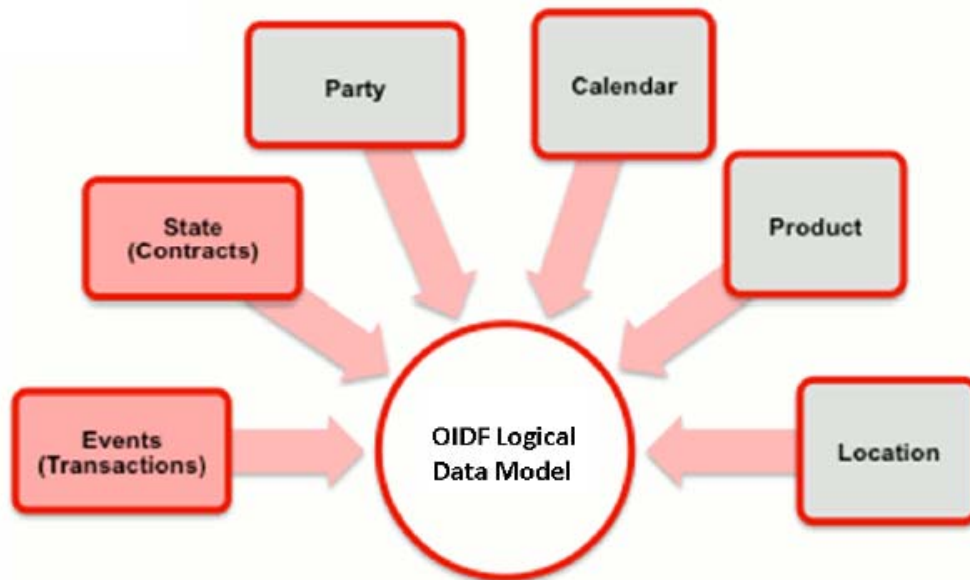 Party
Calendar
State
(Contracts)
Product
Events
(Transactions)
OIDF Logical
Data Model
Location